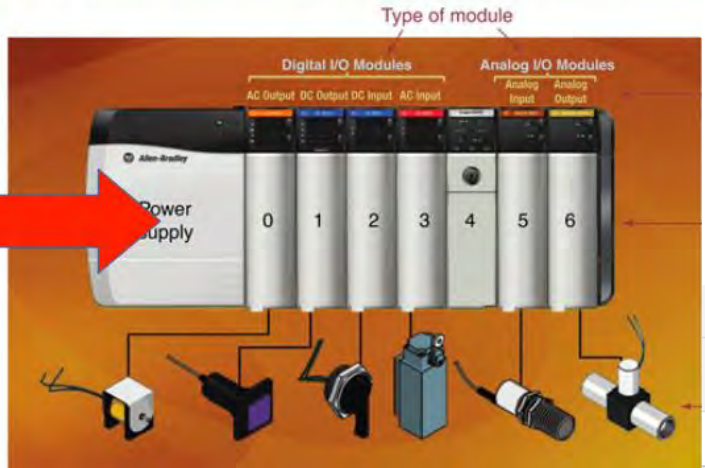 Type of module
Digital I/O Modules
Analog I/O Modules
AC Output DC Output DC Input AC Input
Analog Input
Analog Output
Allen-Bradley
Power
Supply
0 1 2 3 4 5 6